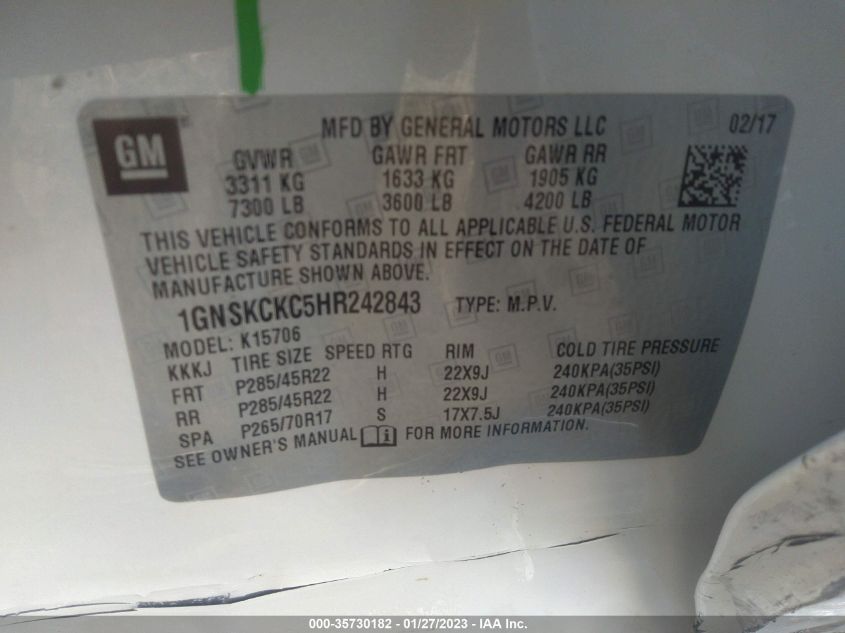 GM
MFD BY GENERAL MOTORS LLC 02/17
GVWR GAWR FRT GAWR RR
3311 KG 1633 KG 1905 KG
7300 LB 3600 LB 4200 LB
THIS VEHICLE CONFORMS TO ALL APPLICABLE U.S. FEDERAL MOTOR
VEHICLE SAFETY STANDARDS IN EFFECT ON THE DATE OF
MANUFACTURE SHOWN ABOVE.
1GNSKCKC5HR242843 TYPE: M.P.V.
MODEL: K15706
KKKJ TIRE SIZE SPEED RTG RIM COLD TIRE PRESSURE
FRT P285/45R22 H 22X9J 240KPA(35PSI)
RR P285/45R22 H 22X9J 240KPA(35PSI)
SPA P265/70R17 S 17X7.5J 240KPA(35PSI)
SEE OWNER'S MANUAL FOR MORE INFORMATION.
000-35730182 - 01/27/2023 - IAA Inc.